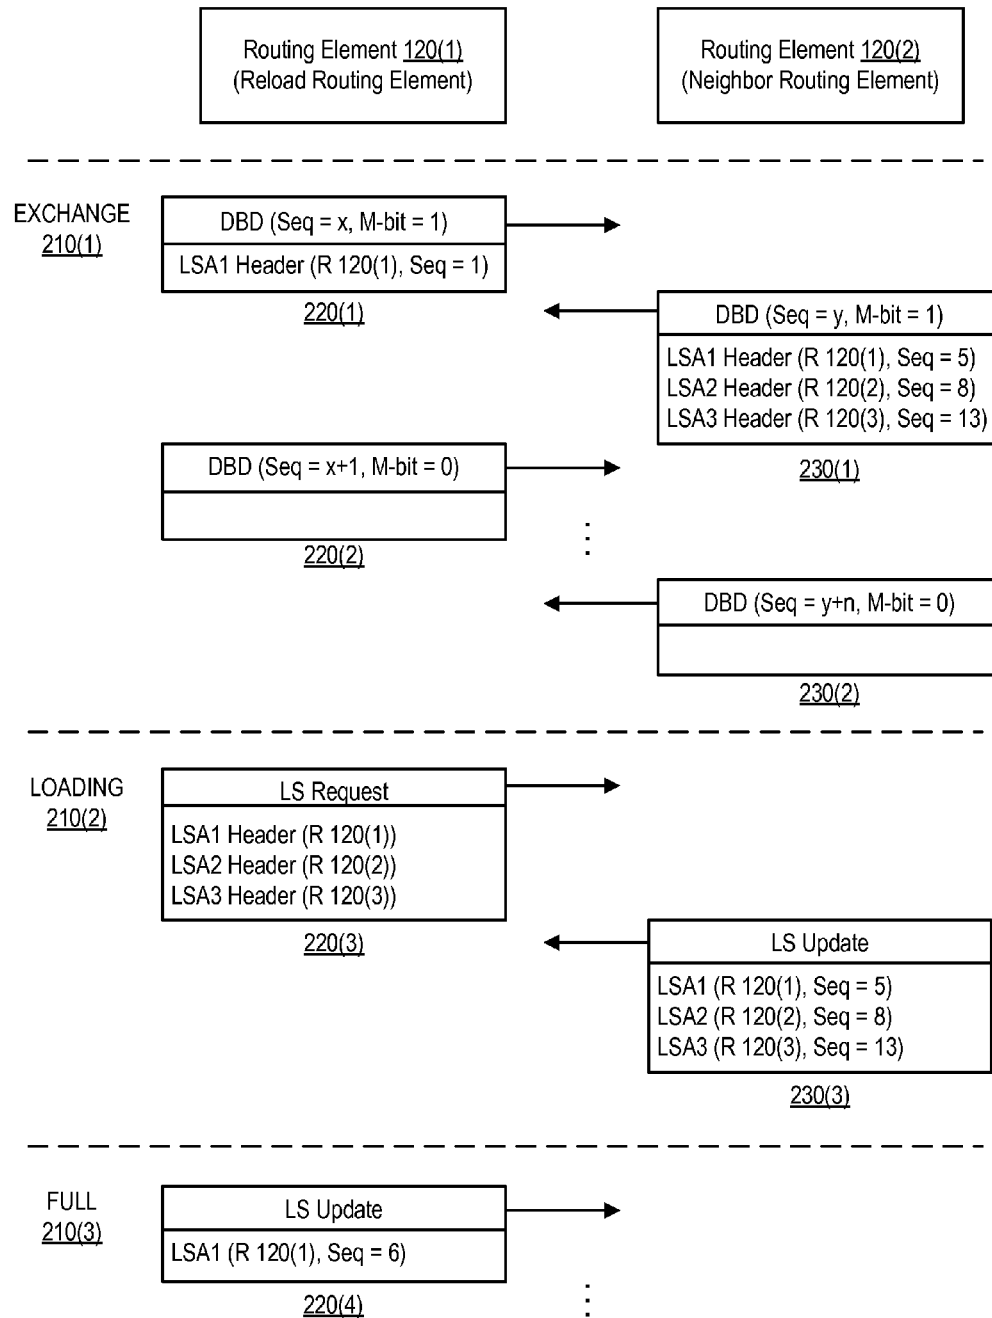 Routing Element 120(1)
(Reload Routing Element)
Routing Element 120(2)
(Neighbor Routing Element)
EXCHANGE
210(1)
DBD (Seq = x, M-bit = 1)
LSA1 Header (R 120(1), Seq = 1)
220(1)
DBD (Seq = y, M-bit = 1)
LSA1 Header (R 120(1), Seq = 5)
LSA2 Header (R 120(2), Seq = 8)
LSA3 Header (R 120(3), Seq = 13)
230(1)
DBD (Seq = x+1, M-bit = 0)
220(2)
DBD (Seq = y+n, M-bit = 0)
230(2)
LOADING
210(2)
LS Request
LSA1 Header (R 120(1))
LSA2 Header (R 120(2))
LSA3 Header (R 120(3))
220(3)
LS Update
LSA1 (R 120(1), Seq = 5)
LSA2 (R 120(2), Seq = 8)
LSA3 (R 120(3), Seq = 13)
230(3)
FULL
210(3)
LS Update
LSA1 (R 120(1), Seq = 6)
220(4)